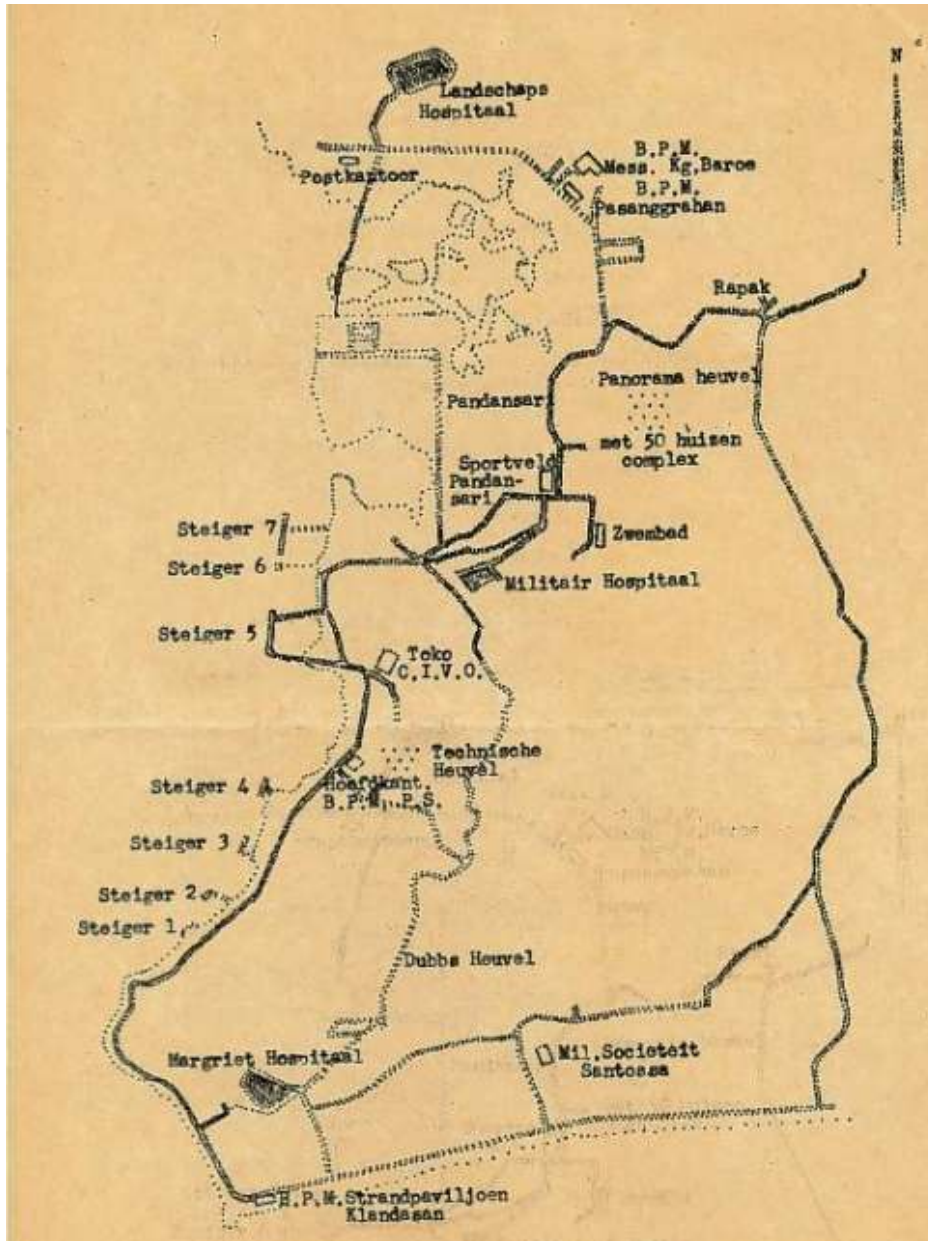 N
Landschaps
Hospitaal
Postkantoor
B.P.M.
Mess. Kg.Baroe
B.P.M.
Pasanggrahan
Rapak
Panorama heuvel
Pandansari
met 50 huizen
complex
Sportveld
Pandan-
sari
Steiger 7
Zwembad
Steiger 6
Militair Hospitaal
Steiger 5
Toko
C.I.V.O.
Technische
Heuvel
Steiger 4
Hoofdkant.
B.P.M. P.S.
Steiger 3
Steiger 2
Steiger 1
Dubbs Heuvel
Margriet Hospitaal
Mil.Societeit
Santossa
B.P.M.Strandpaviljoen
Klandasan